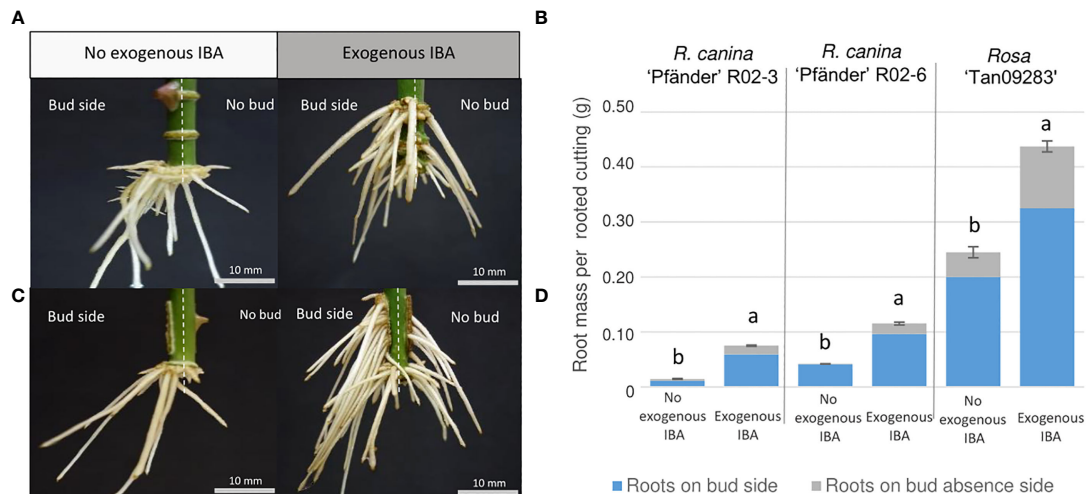 A
No exogenous IBA
Exogenous IBA
Bud side
No bud
Bud side
No bud
10 mm
10 mm
C
Bud side
No bud
Bud side
No bud
10 mm
10 mm
B
R. canina
'Pfänder' R02-3
R. canina
'Pfänder' R02-6
Rosa
'Tan09283'
D
Root mass per rooted cutting (g)
0.50
0.40
0.30
0.20
0.10
0
b
a
b
a
b
a
No
exogenous
IBA
Exogenous
IBA
No
exogenous
IBA
Exogenous
IBA
No
exogenous
IBA
Exogenous
IBA
Roots on bud side
Roots on bud absence side